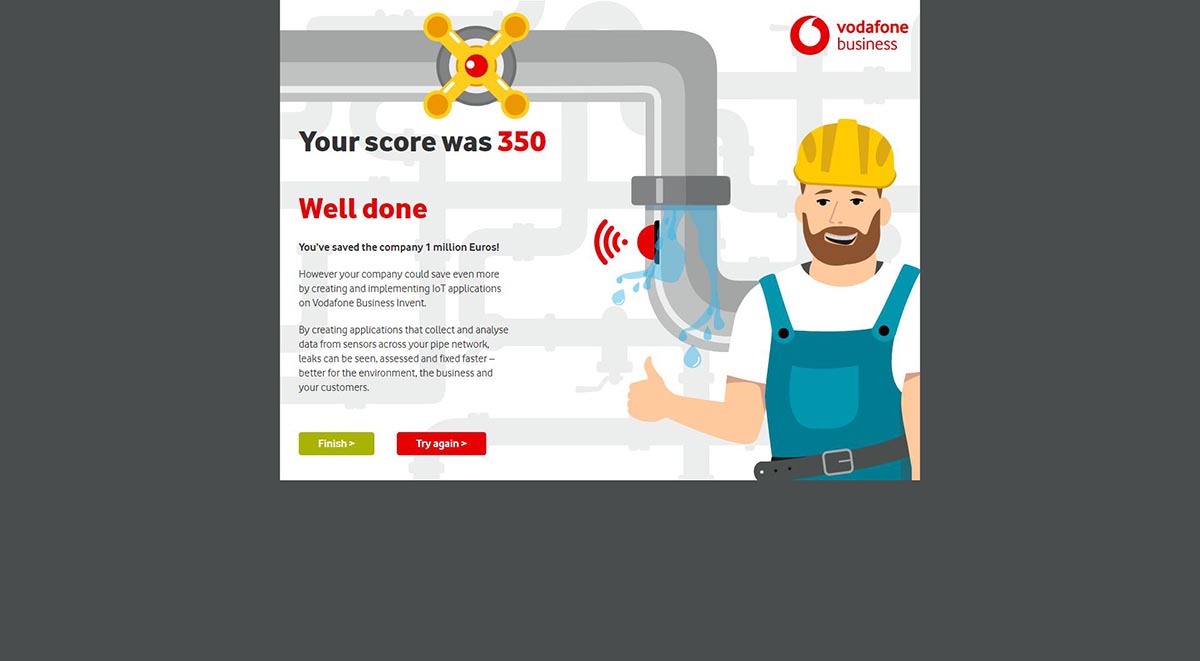 vodafone
business
Your score was 350
Well done
You've saved the company 1 million Euros!
However your company could save even more
by creating and implementing IoT applications
on Vodafone Business Invent.
By creating applications that collect and analyse
data from sensors across your pipe network,
leaks can be seen, assessed and fixed faster –
better for the environment, the business and
your customers.
Finish >
Try again >